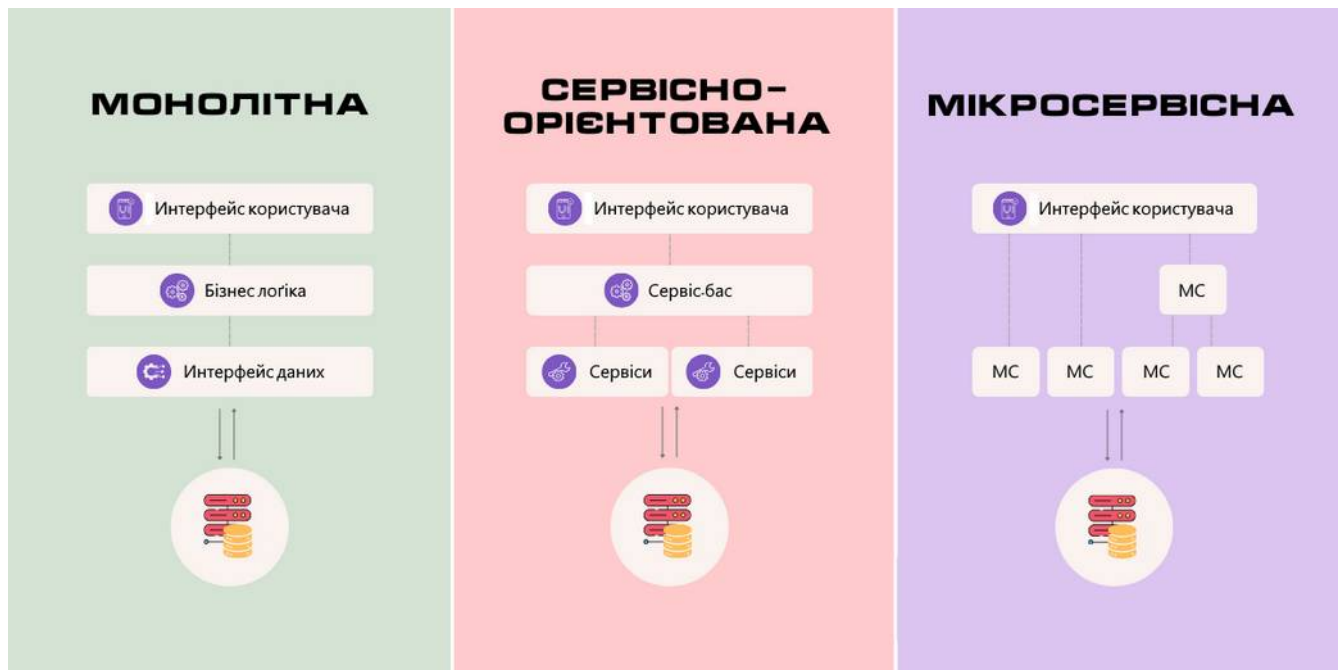 МОНОЛІТНА
Интерфейс користувача
Бізнес логіка
Интерфейс даних
СЕРВІСНО-
ОРІЄНТОВАНА
Интерфейс користувача
Сервіс-бас
Сервіси
Сервіси
МІКРОСЕРВІСНА
Интерфейс користувача
МС
МС
МС
МС
МС